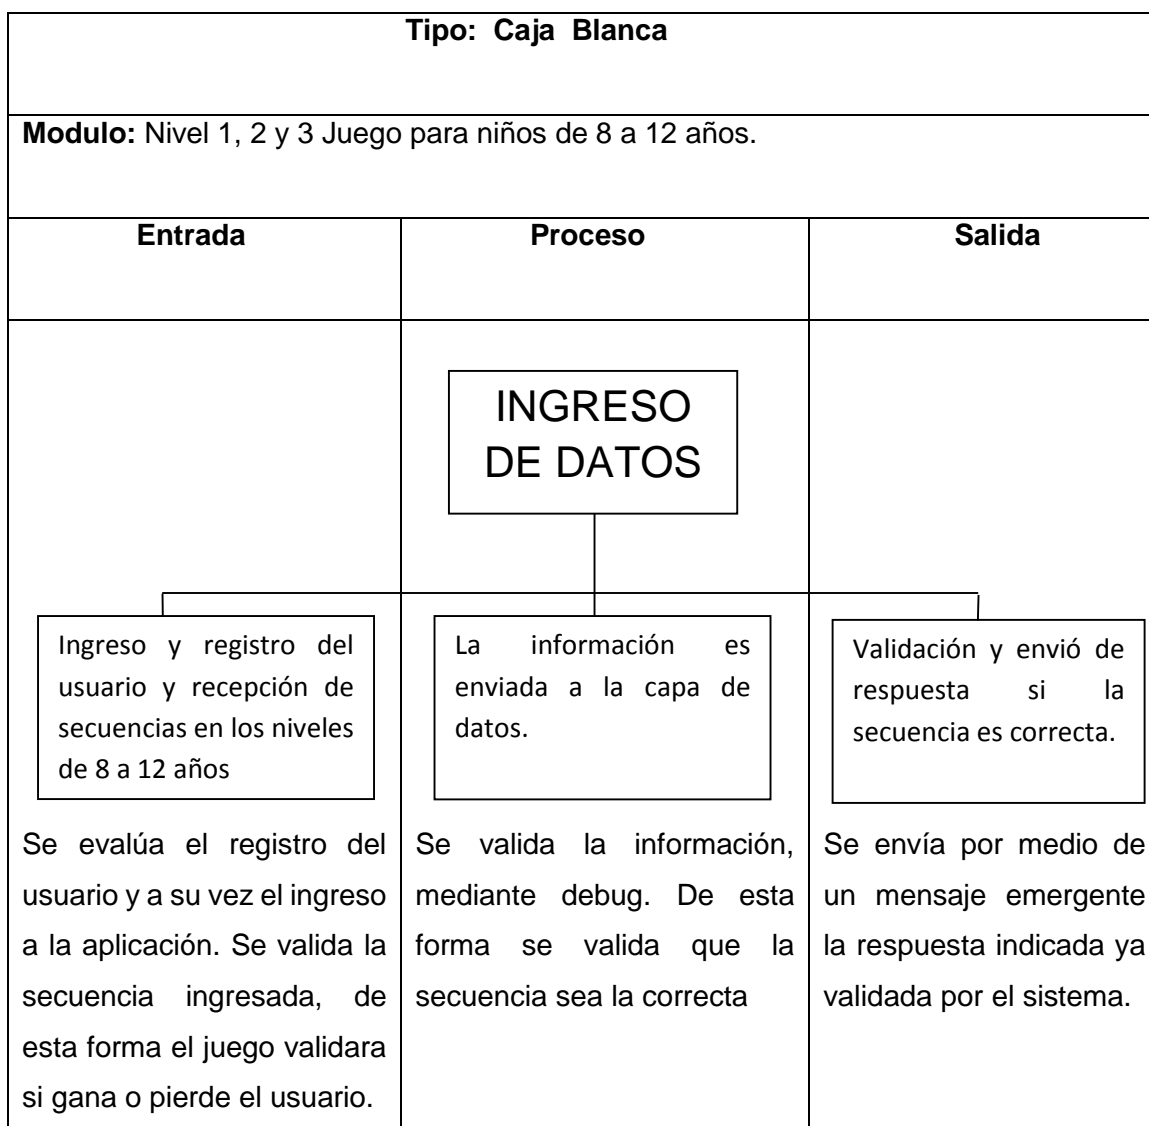 Tipo: Caja Blanca
Modulo: Nivel 1, 2 y 3 Juego para niños de 8 a 12 años.
Entrada
Proceso
Salida
INGRESO
DE DATOS
Ingreso y registro del
usuario y recepción de
secuencias en los niveles
de 8 a 12 años
La información es
enviada a la capa de
datos.
Validación y envió de
respuesta si la
secuencia es correcta.
Se evalúa el registro del
usuario y a su vez el ingreso
a la aplicación. Se valida la
secuencia ingresada, de
esta forma el juego validara
si gana o pierde el usuario.
Se valida la información,
mediante debug. De esta
forma se valida que la
secuencia sea la correcta
Se envía por medio de
un mensaje emergente
la respuesta indicada ya
validada por el sistema.